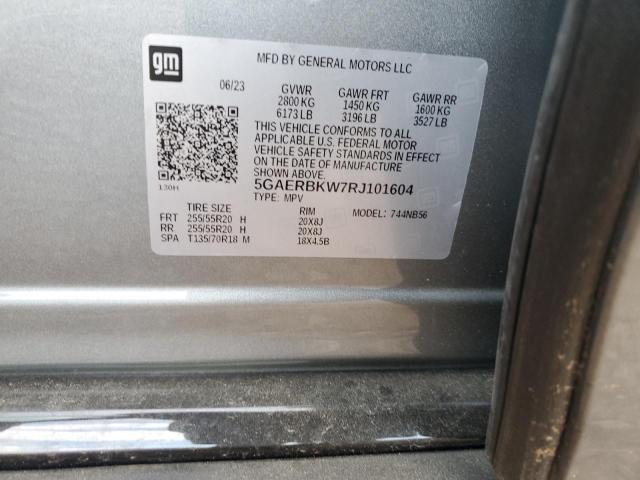 gm
MFD BY GENERAL MOTORS LLC
06/23 GVWR GAWR FRT GAWR RR
2800 KG 1450 KG 1600 KG
6173 LB 3196 LB 3527 LB
THIS VEHICLE CONFORMS TO ALL
APPLICABLE U.S. FEDERAL MOTOR
VEHICLE SAFETY STANDARDS IN EFFECT
ON THE DATE OF MANUFACTURE
SHOWN ABOVE.
130H
5GAERBKW7RJ101604
TYPE: MPV MODEL: 744NB56
TIRE SIZE RIM
FRT 255/55R20 H 20X8J
RR 255/55R20 H 20X8J
SPA T135/70R18 M 18X4.5B